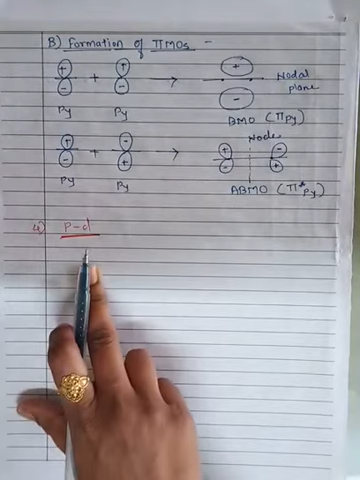 B) Formation of ΠMOs -
+ + + → + Nodal plane
- - -
Py Py BMO (ΠPy)
Node
+ + - → + -
- + - +
Py Py ABMO (Π*Py)
4) P-d